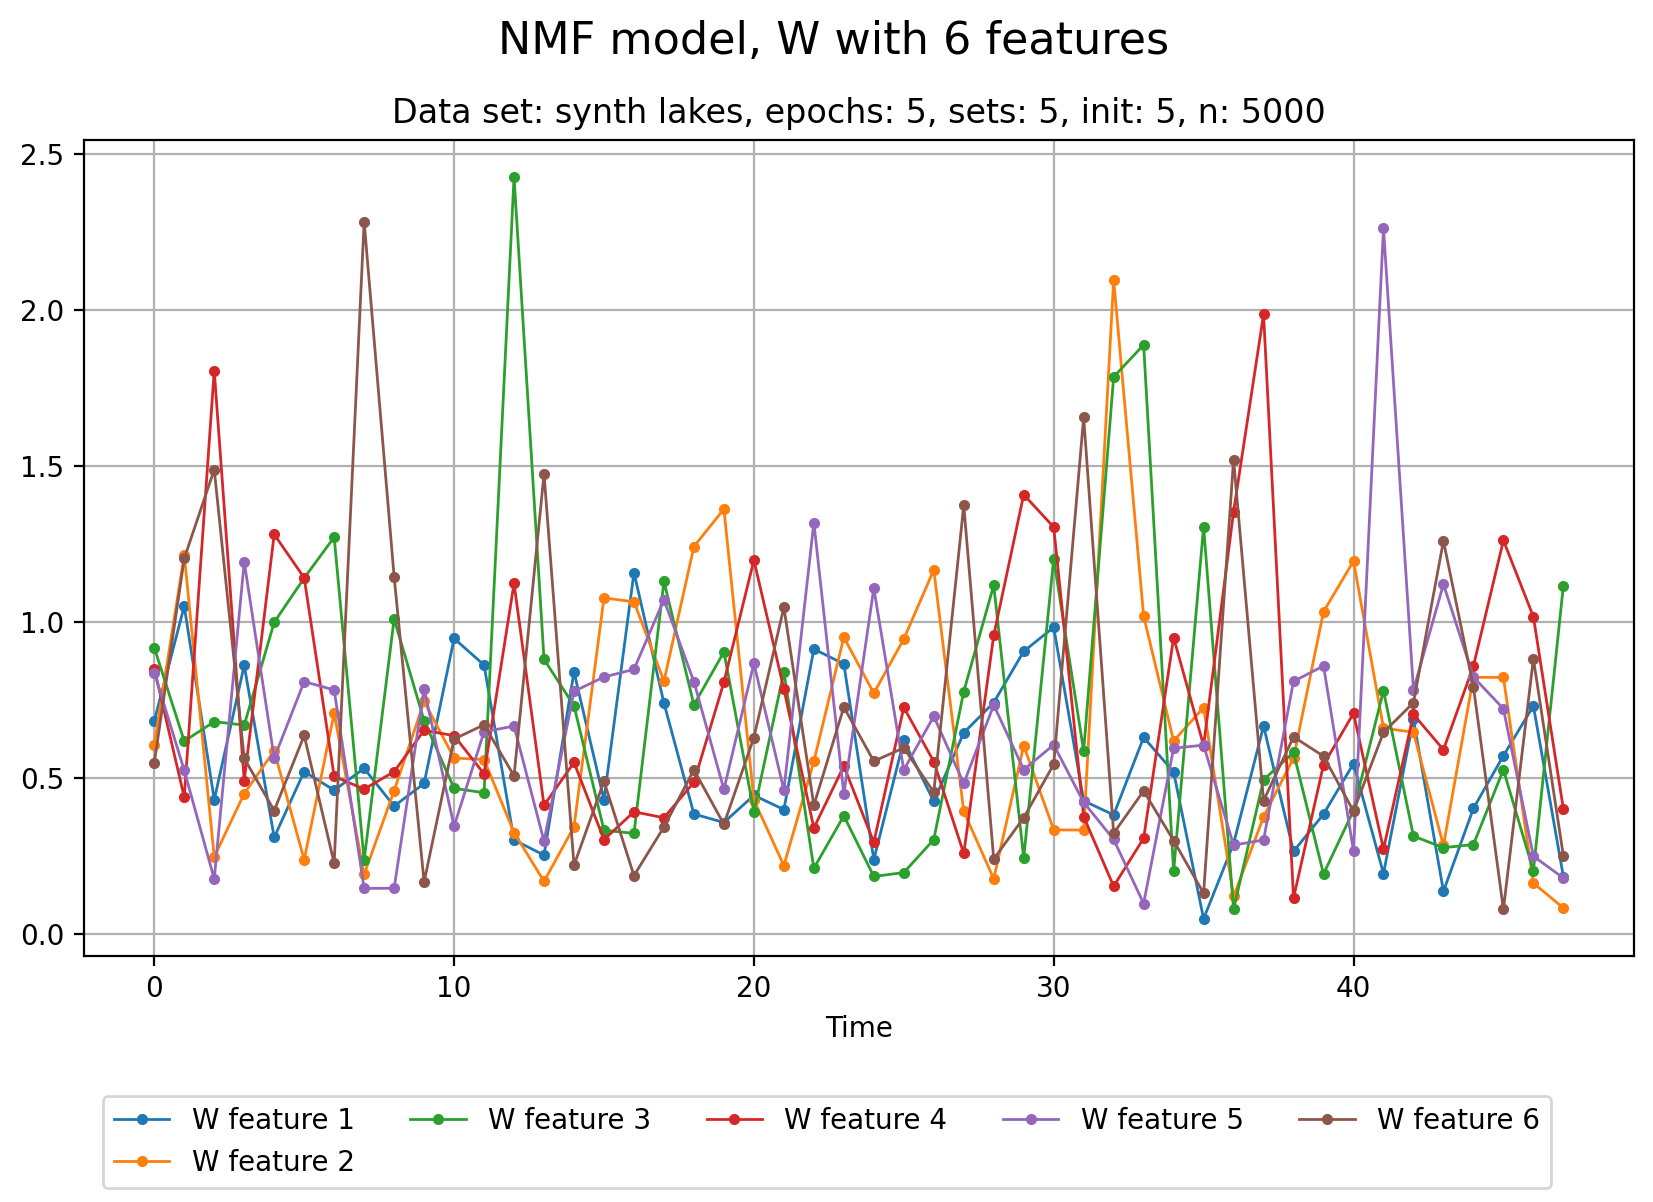 NMF model, W with 6 features
Data set: synth lakes, epochs: 5, sets: 5, init: 5, n: 5000
2.5
2.0
1.5
1.0
0.5
0.0
0 10 20 30 40
Time
W feature 1 W feature 3 W feature 4 W feature 5 W feature 6
W feature 2